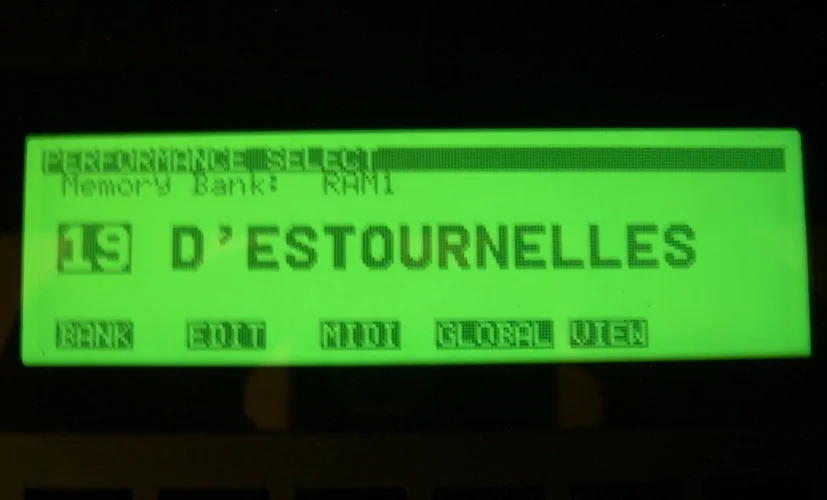 PERFORMANCE SELECT
Memory Bank: RAM1
19 D'ESTOURNELLES
BANK EDIT MIDI GLOBAL VIEW